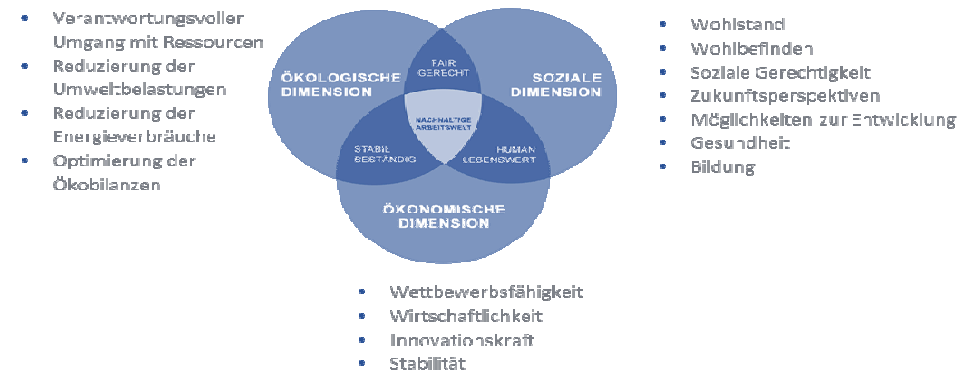 • Verantwortungsvoller
Umgang mit Ressourcen
• Reduzierung der
Umweltbelastungen
• Reduzierung der
Energieverbräuche
• Optimierung der
Ökobilanzen
FAIR
GERECHT
ÖKOLOGISCHE
DIMENSION
SOZIALE
DIMENSION
NACHHALTIGE
ARBEITSWELT
STABIL
BESTÄNDIG
HUMAN
LEBENSWERT
ÖKONOMISCHE
DIMENSION
• Wohlstand
• Wohlbefinden
• Soziale Gerechtigkeit
• Zukunftsperspektiven
• Möglichkeiten zur Entwicklung
• Gesundheit
• Bildung
• Wettbewerbsfähigkeit
• Wirtschaftlichkeit
• Innovationskraft
• Stabilität